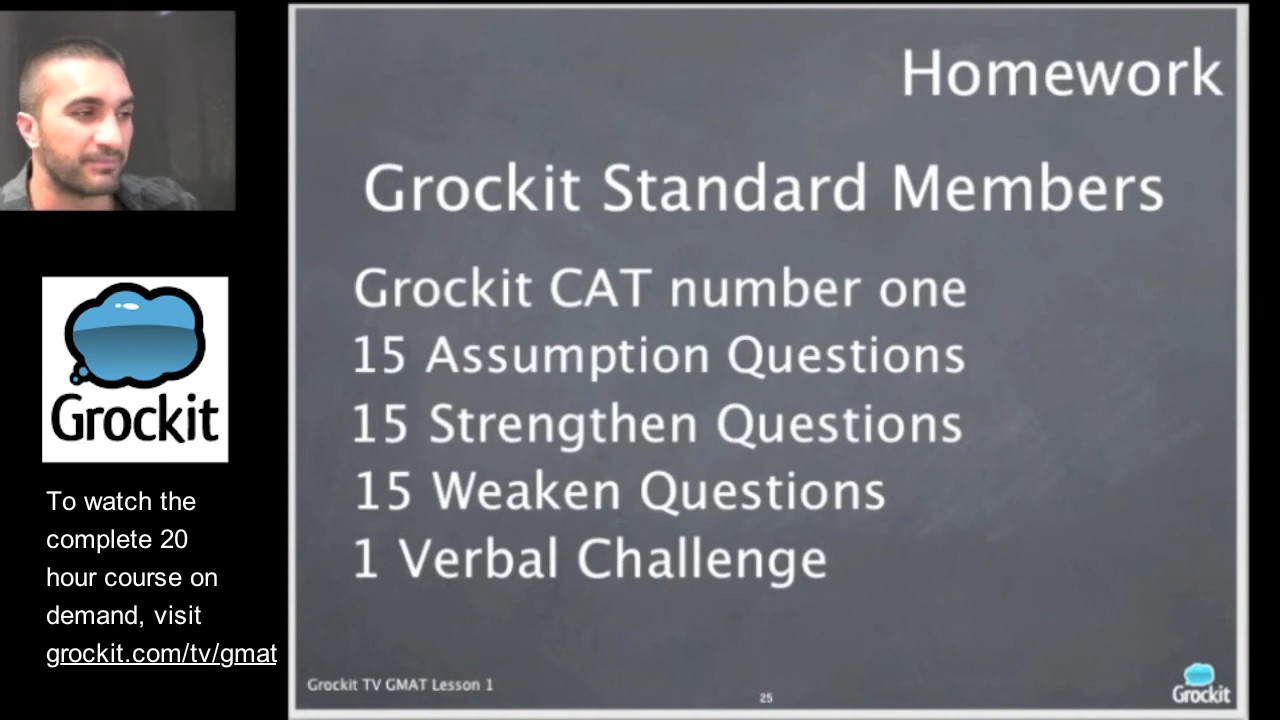 Homework
Grockit Standard Members
Grockit CAT number one
15 Assumption Questions
15 Strengthen Questions
15 Weaken Questions
1 Verbal Challenge
Grockit TV GMAT Lesson 1
25
Grockit
Grockit
To watch the
complete 20
hour course on
demand, visit
grockit.com/tv/gmat